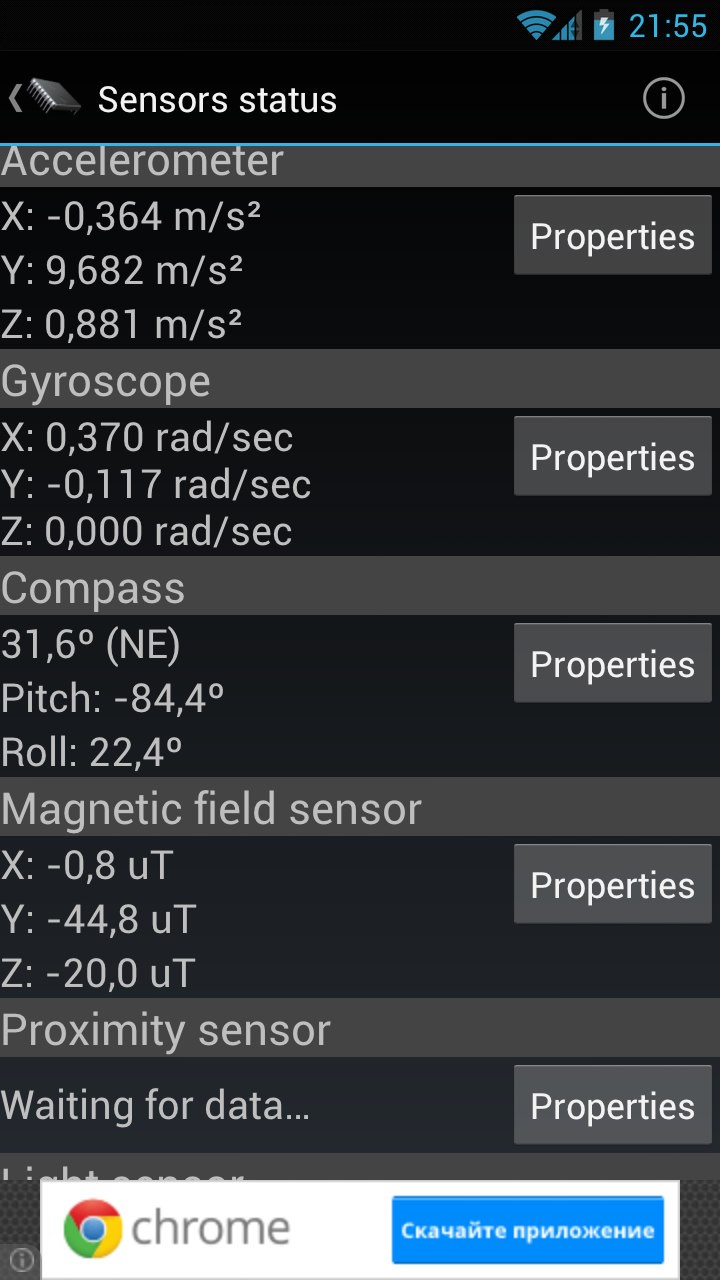 21:55
Sensors status
Accelerometer
X: -0,364 m/s²
Properties
Y: 9,682 m/s²
Z: 0,881 m/s²
Gyroscope
X: 0,370 rad/sec
Properties
Y: -0,117 rad/sec
Z: 0,000 rad/sec
Compass
31,6º (NE)
Properties
Pitch: -84,4º
Roll: 22,4º
Magnetic field sensor
X: -0,8 uT
Properties
Y: -44,8 uT
Z: -20,0 uT
Proximity sensor
Waiting for data...
Properties
Light sensor
chrome
Скачайте приложение